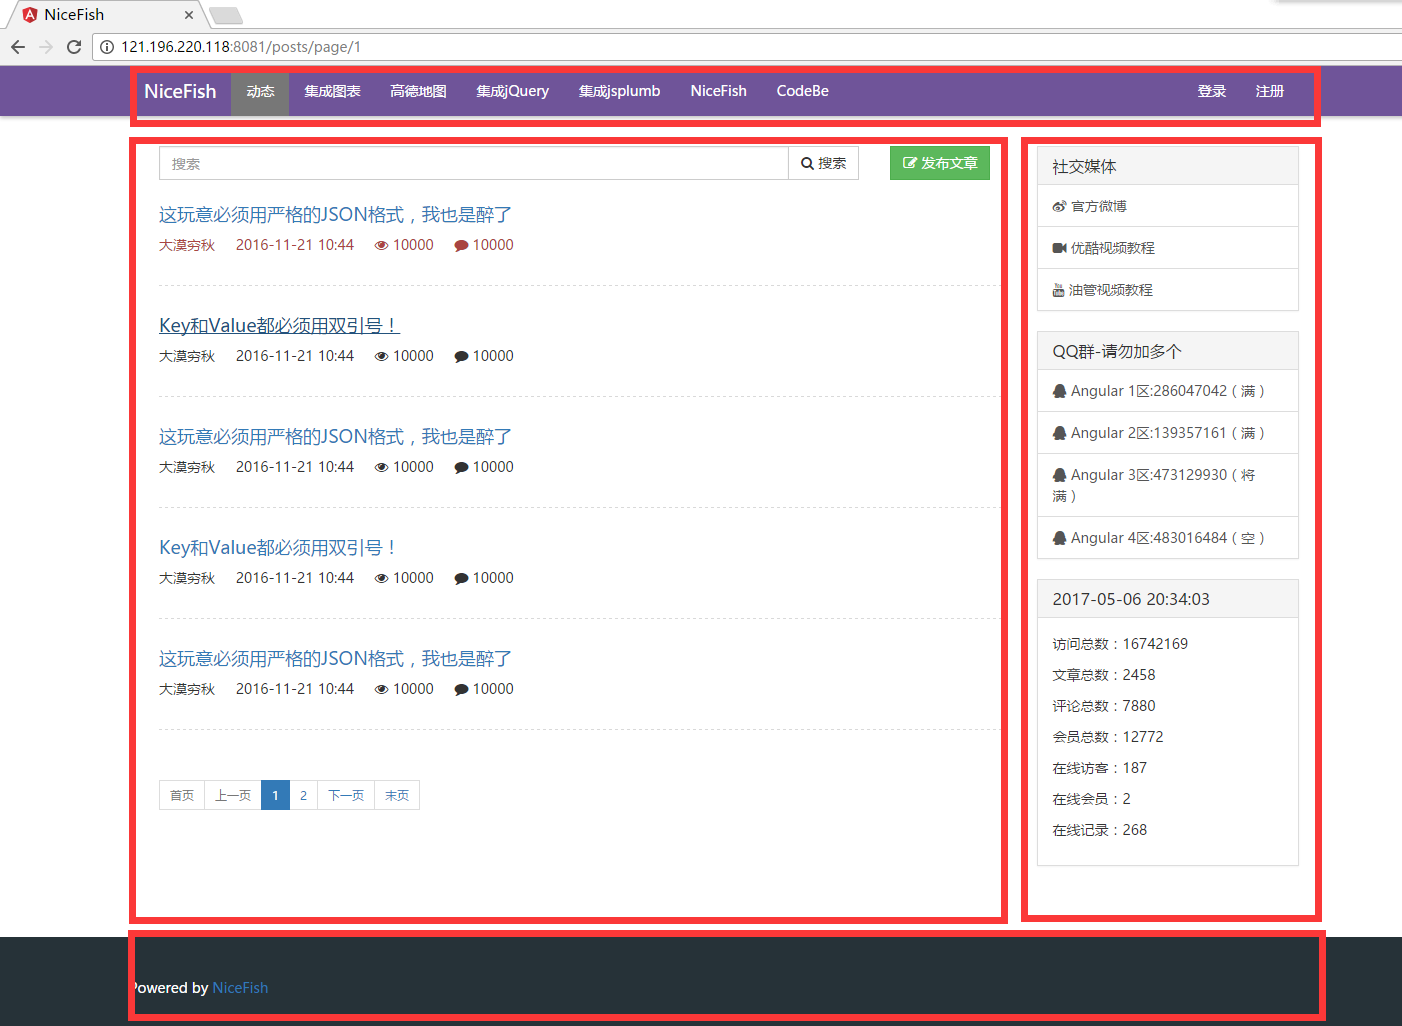 NiceFish
121.196.220.118:8081/posts/page/1
NiceFish 动态 集成图表 高德地图 集成jQuery 集成jsplumb NiceFish CodeBe 登录 注册
搜索 搜索 发布文章
这玩意必须用严格的JSON格式，我也是醉了
大漠穷秋 2016-11-21 10:44 10000 10000
Key和Value都必须用双引号！
大漠穷秋 2016-11-21 10:44 10000 10000
这玩意必须用严格的JSON格式，我也是醉了
大漠穷秋 2016-11-21 10:44 10000 10000
Key和Value都必须用双引号！
大漠穷秋 2016-11-21 10:44 10000 10000
这玩意必须用严格的JSON格式，我也是醉了
大漠穷秋 2016-11-21 10:44 10000 10000
首页 上一页 1 2 下一页 末页
社交媒体
官方微博
优酷视频教程
油管视频教程
QQ群-请勿加多个
Angular 1区:286047042（满）
Angular 2区:139357161（满）
Angular 3区:473129930（将
满）
Angular 4区:483016484（空）
2017-05-06 20:34:03
访问总数：16742169
文章总数：2458
评论总数：7880
会员总数：12772
在线访客：187
在线会员：2
在线记录：268
Powered by NiceFish